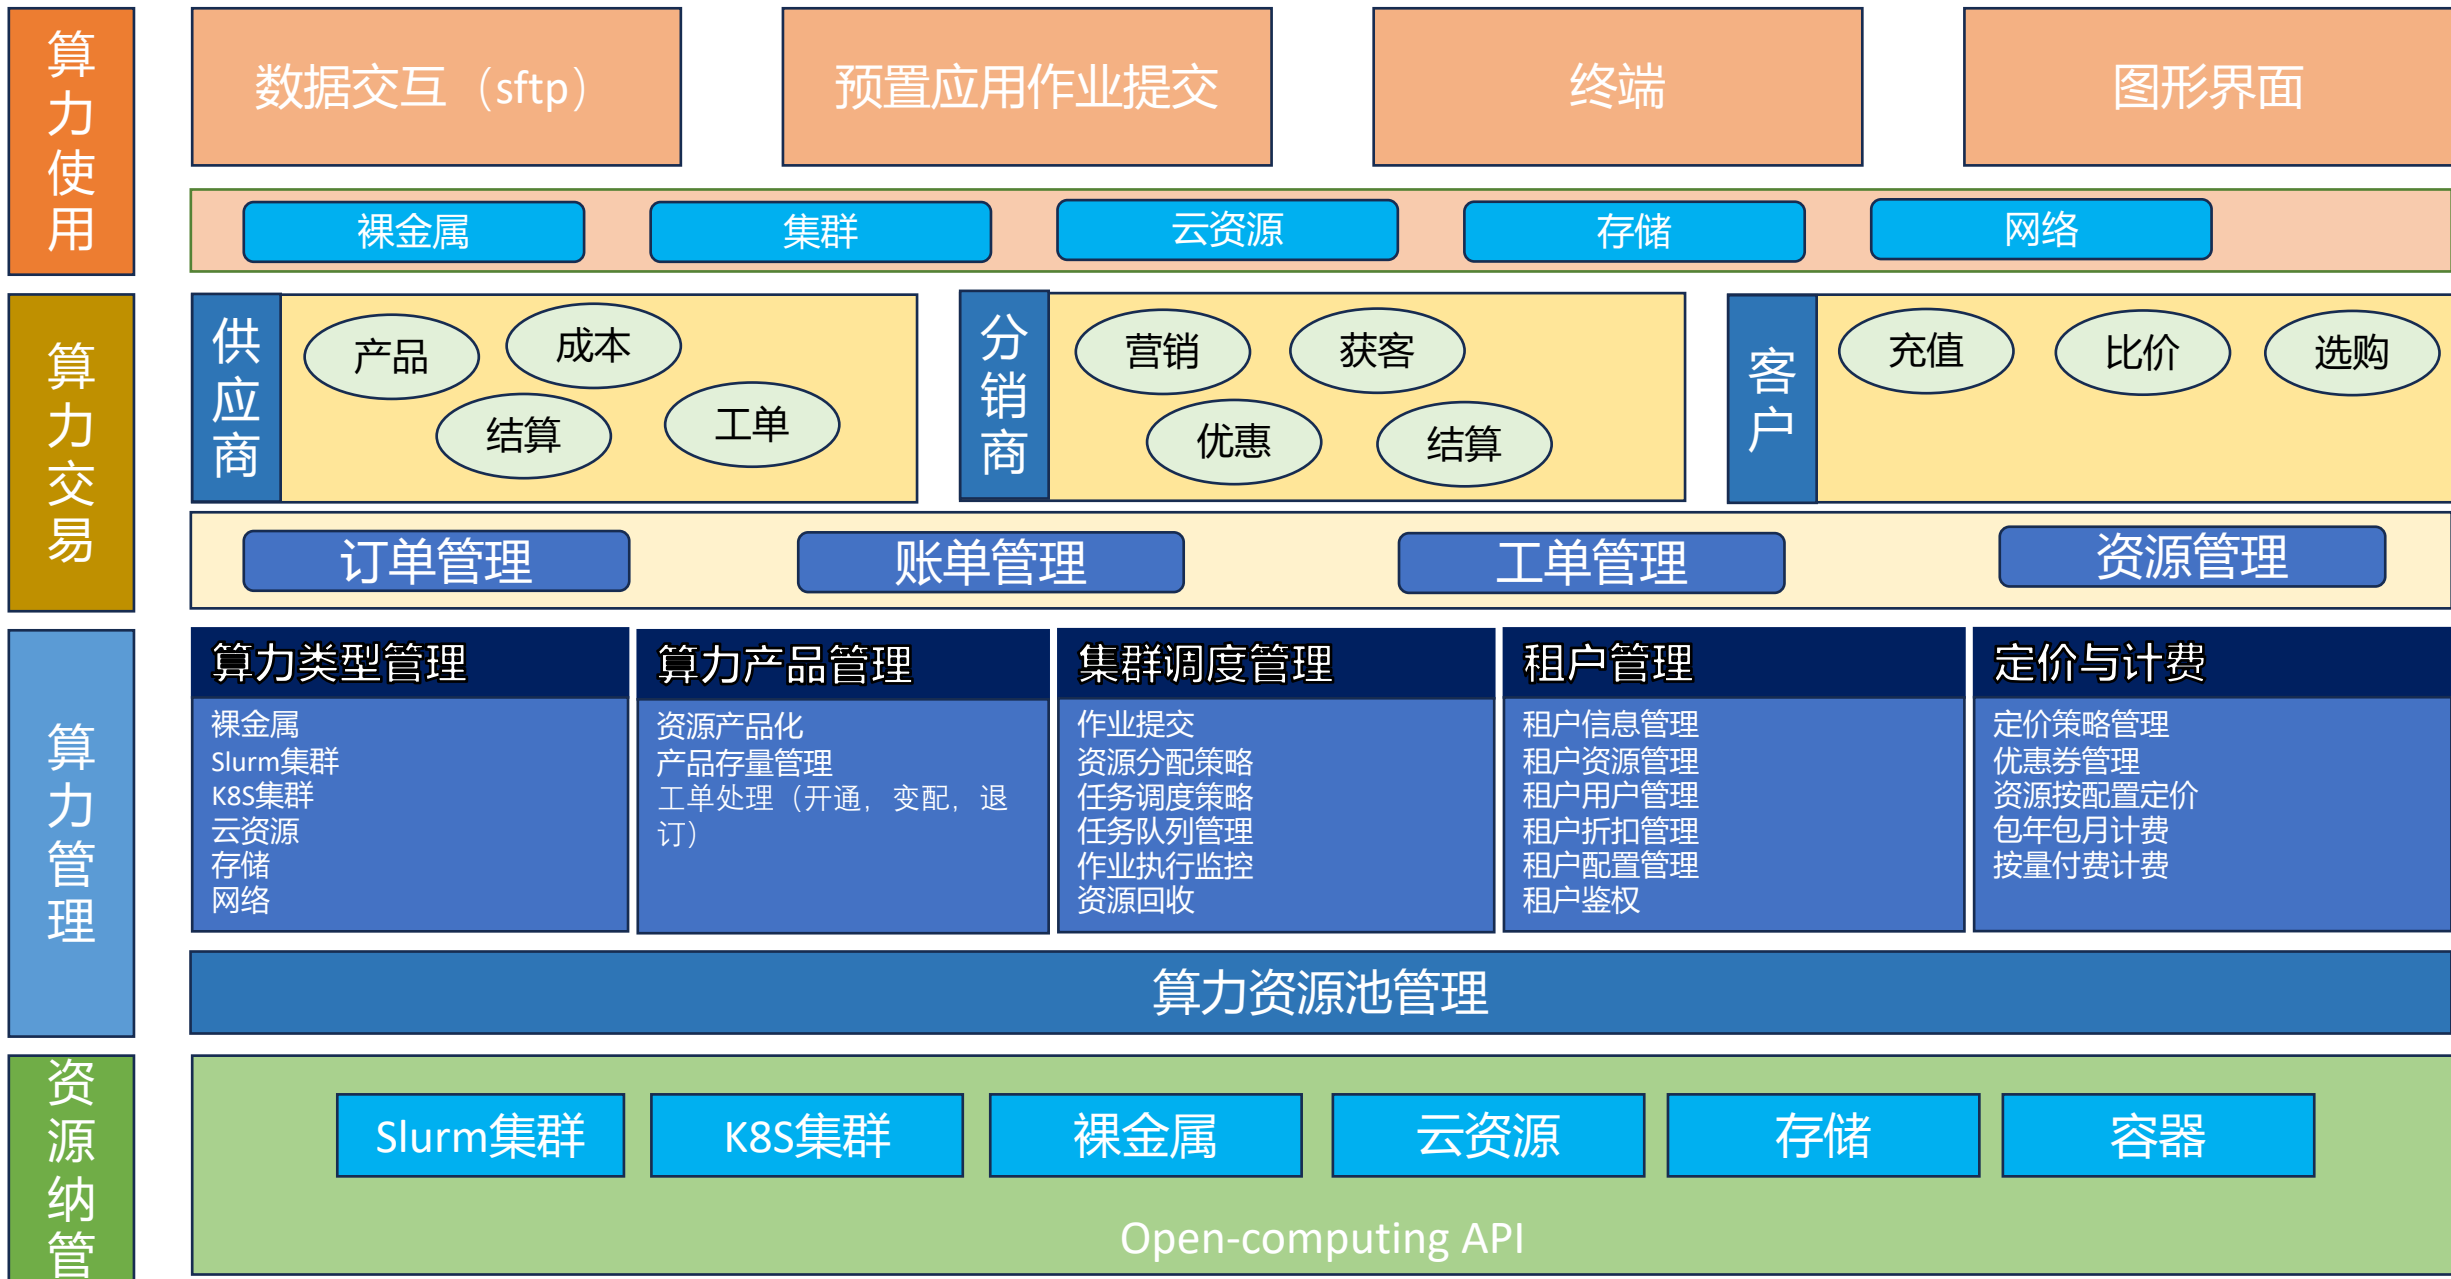 算力使用
数据交互（sftp）
预置应用作业提交
终端
图形界面
裸金属
集群
云资源
存储
网络
算力交易
供应商
产品
成本
结算
工单
分销商
营销
获客
优惠
结算
客户
充值
比价
选购
订单管理
账单管理
工单管理
资源管理
算力管理
算力类型管理
裸金属
Slurm集群
K8S集群
云资源
存储
网络
算力产品管理
资源产品化
产品存量管理
工单处理（开通，变配，退
订）
集群调度管理
作业提交
资源分配策略
任务调度策略
任务队列管理
作业执行监控
资源回收
租户管理
租户信息管理
租户资源管理
租户用户管理
租户折扣管理
租户配置管理
租户鉴权
定价与计费
定价策略管理
优惠券管理
资源按配置定价
包年包月计费
按量付费计费
算力资源池管理
资源纳管
Slurm集群
K8S集群
裸金属
云资源
存储
容器
Open-computing API